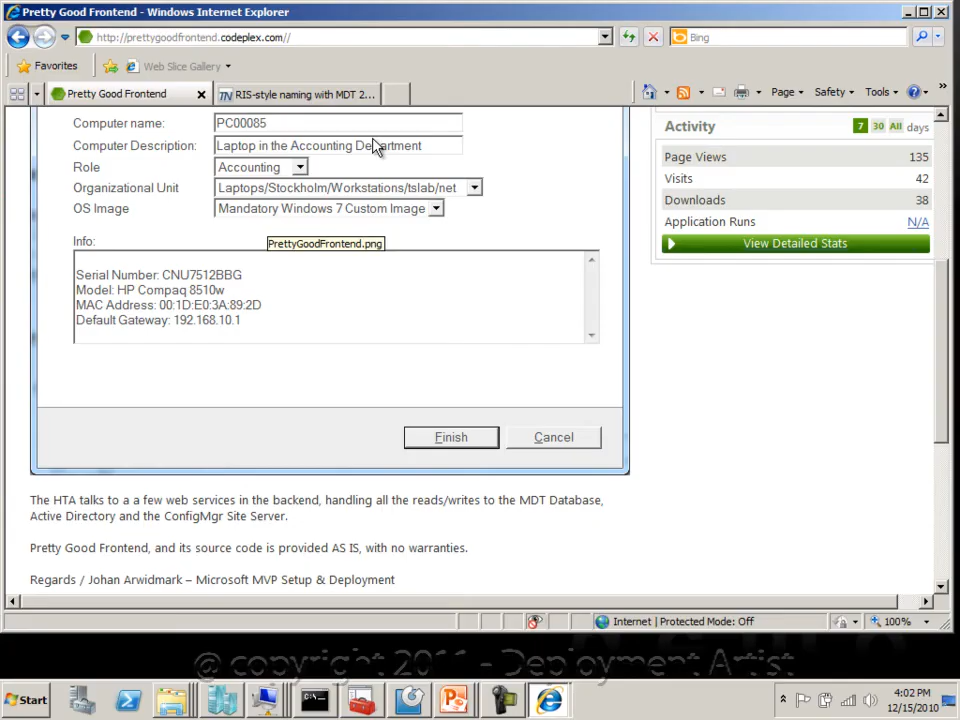 Pretty Good Frontend - Windows Internet Explorer
http://prettygoodfrontend.codeplex.com//
Bing
Favorites
Web Slice Gallery
Pretty Good Frontend
RIS-style naming with MDT 2...
Page
Safety
Tools
»
Computer name:
PC00085
Computer Description:
Laptop in the Accounting Department
Role
Accounting
Organizational Unit
Laptops/Stockholm/Workstations/tslab/net
OS Image
Mandatory Windows 7 Custom Image
Info:
PrettyGoodFrontend.png
Serial Number: CNU7512BBG
Model: HP Compaq 8510w
MAC Address: 00:1D:E0:3A:89:2D
Default Gateway: 192.168.10.1
Finish
Cancel
Activity
7 30 All days
Page Views 135
Visits 42
Downloads 38
Application Runs N/A
View Detailed Stats
The HTA talks to a a few web services in the backend, handling all the reads/writes to the MDT Database,
Active Directory and the ConfigMgr Site Server.
Pretty Good Frontend, and its source code is provided AS IS, with no warranties.
Regards / Johan Arwidmark – Microsoft MVP Setup & Deployment
Internet | Protected Mode: Off
100%
@ copyright 2011 - Deployment Artist
Start
4:02 PM
12/15/2010